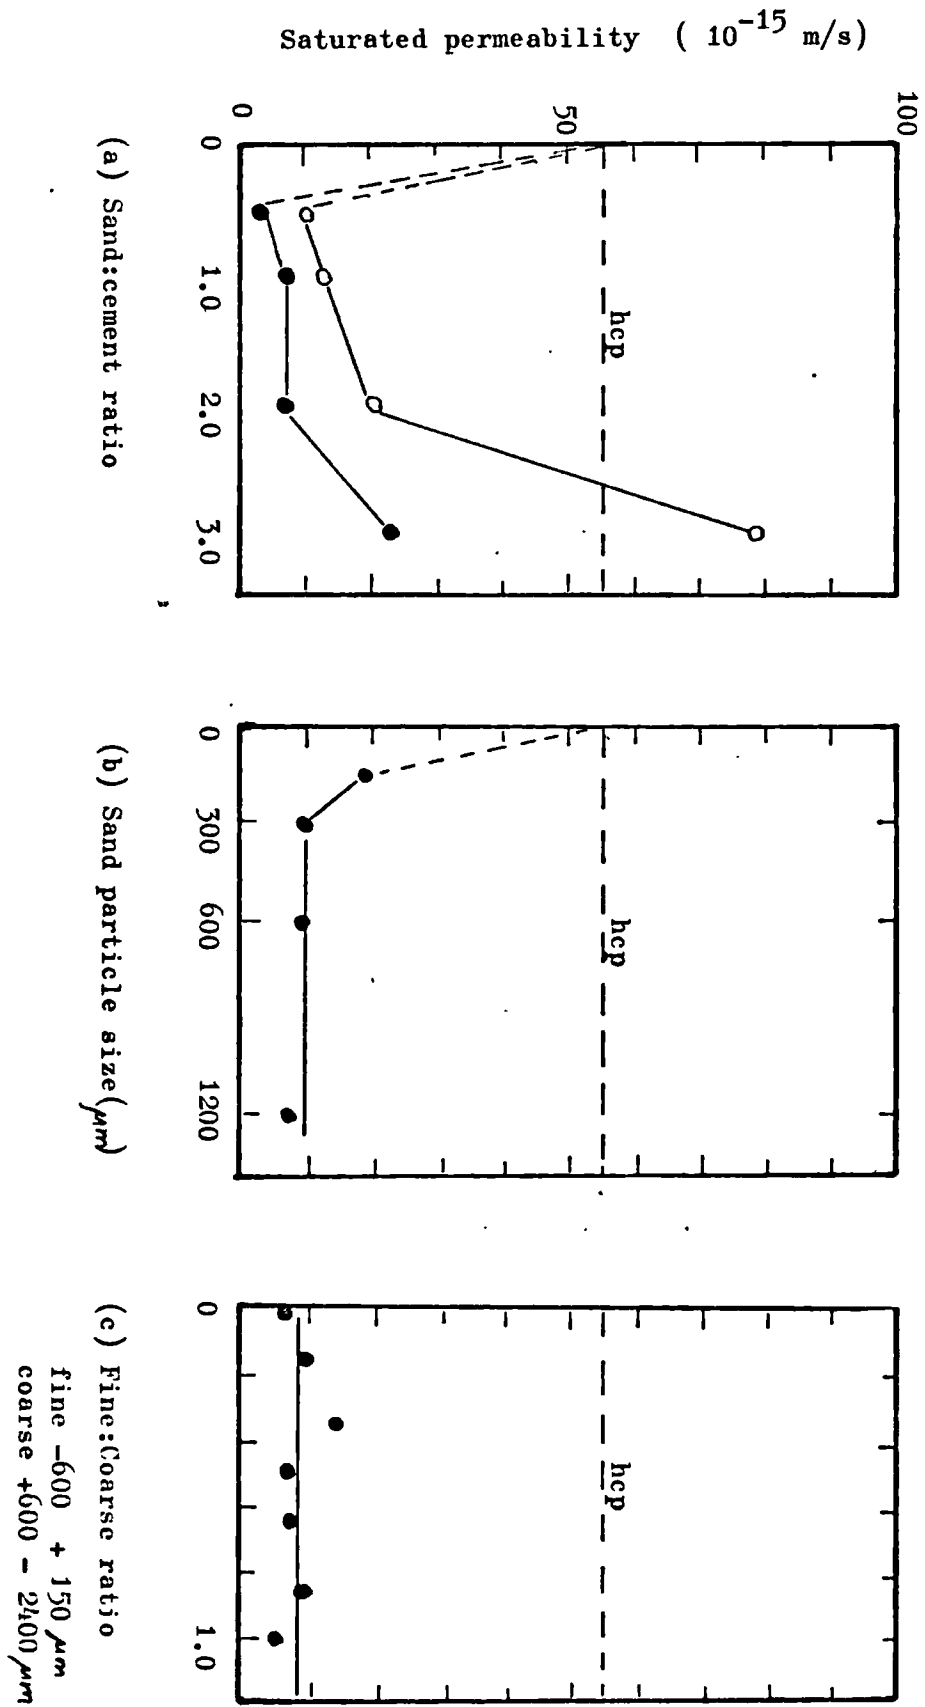 Saturated permeability ( 10⁻¹⁵ m/s)
100
50
0
0
1.0
2.0
3.0
hcp
(a) Sand:cement ratio
0
300
600
1200
hcp
(b) Sand particle size(μm)
0
1.0
hcp
(c) Fine:Coarse ratio
fine -600 + 150 μm
coarse +600 - 2400 μm